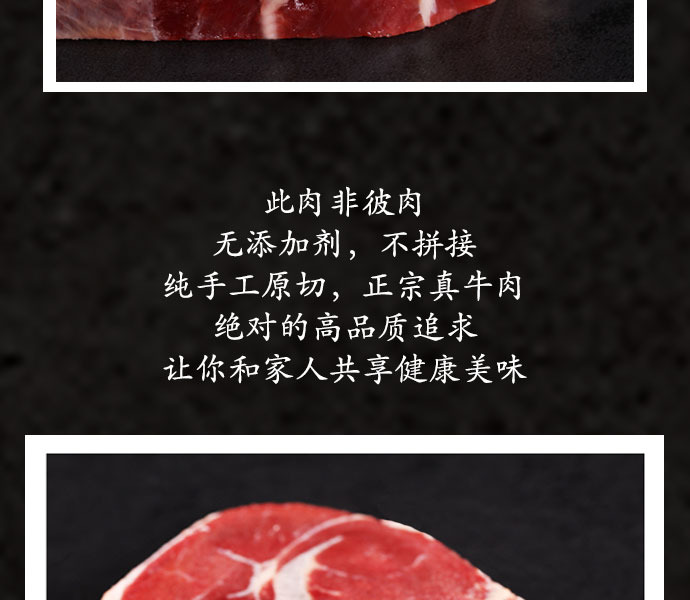 此肉非彼肉
无添加剂，不拼接
纯手工原切，正宗真牛肉
绝对的高品质追求
让你和家人共享健康美味